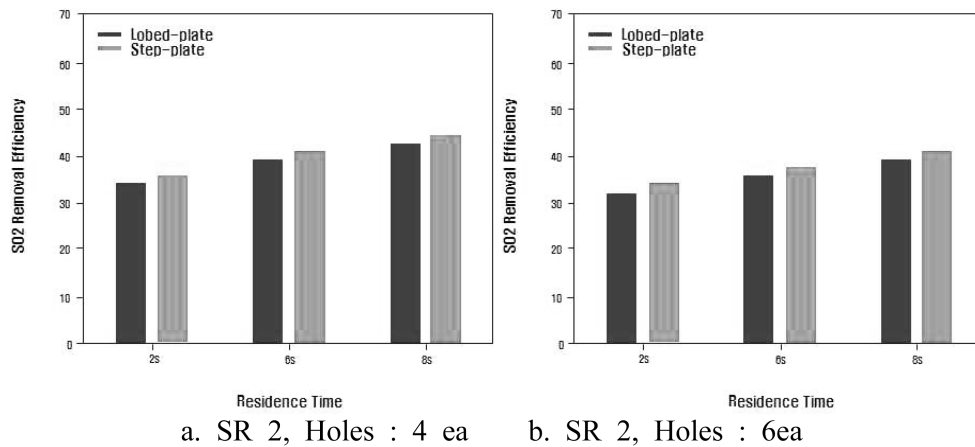 70
60
50
40
30
20
10
0
SO2 Removal Efficiency
Lobed-plate
Step-plate
2s 6s 8s
Residence Time
70
60
50
40
30
20
10
0
SO2 Removal Efficiency
Lobed-plate
Step-plate
2s 6s 8s
Residence Time
a. SR 2, Holes : 4 ea
b. SR 2, Holes : 6ea